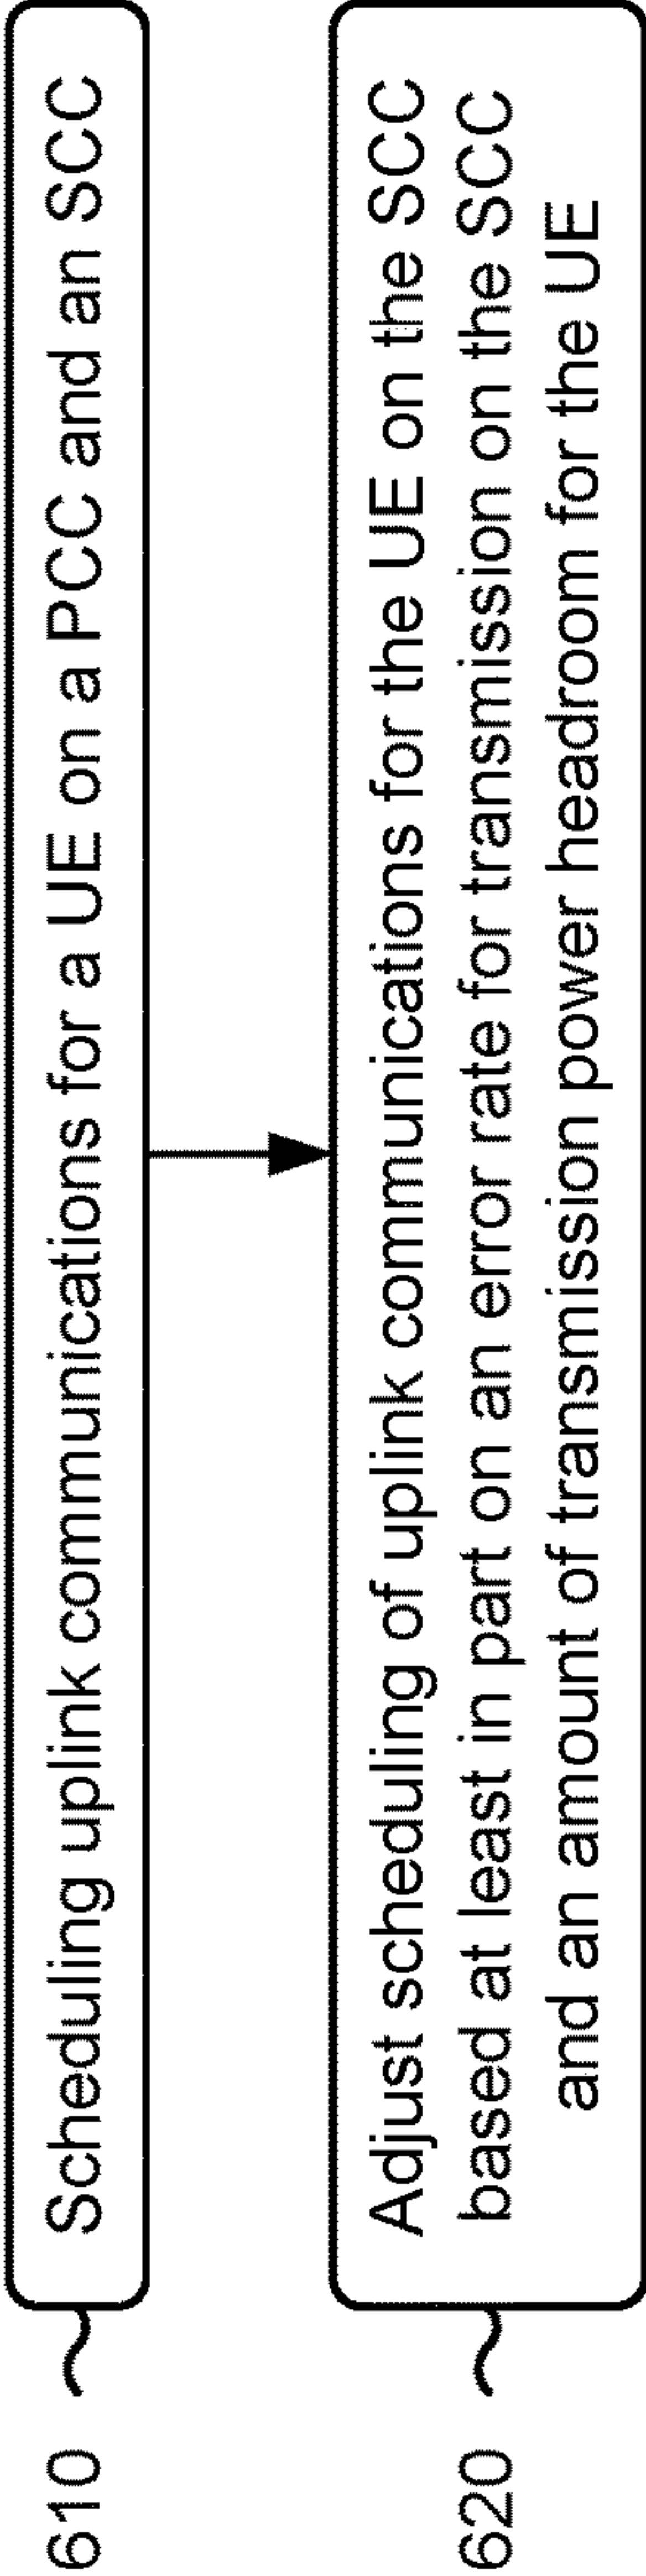 610
Scheduling uplink communications for a UE on a PCC and an SCC
620
Adjust scheduling of uplink communications for the UE on the SCC
based at least in part on an error rate for transmission on the SCC
and an amount of transmission power headroom for the UE